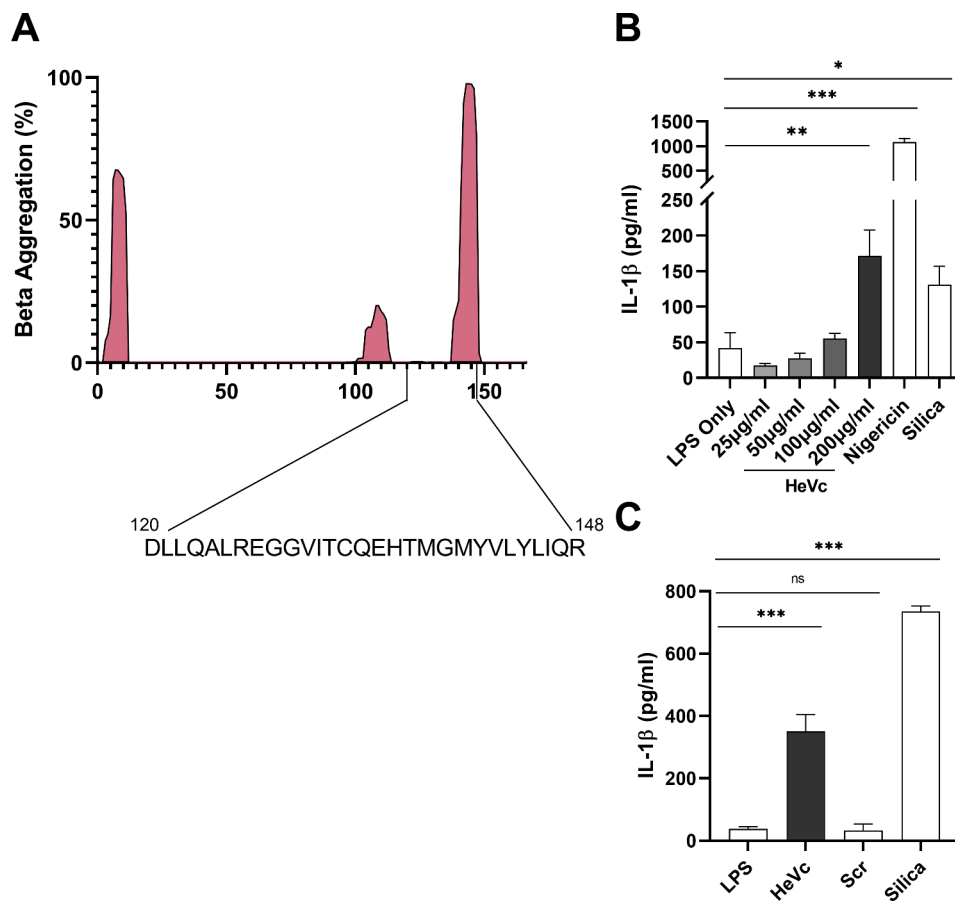 A
Beta Aggregation (%)
100
50
0
0 50 100 150
120 148
DLLQALREGGVITCQEHTMGMYVLYLIQR
B
*
***
**
IL-1β (pg/ml)
1500
1000
500
250
200
150
100
50
0
LPS Only
25µg/ml
50µg/ml
100µg/ml
200µg/ml
Nigericin
Silica
HeVc
C
***
ns
***
IL-1β (pg/ml)
800
600
400
200
0
LPS
HeVc
Scr
Silica